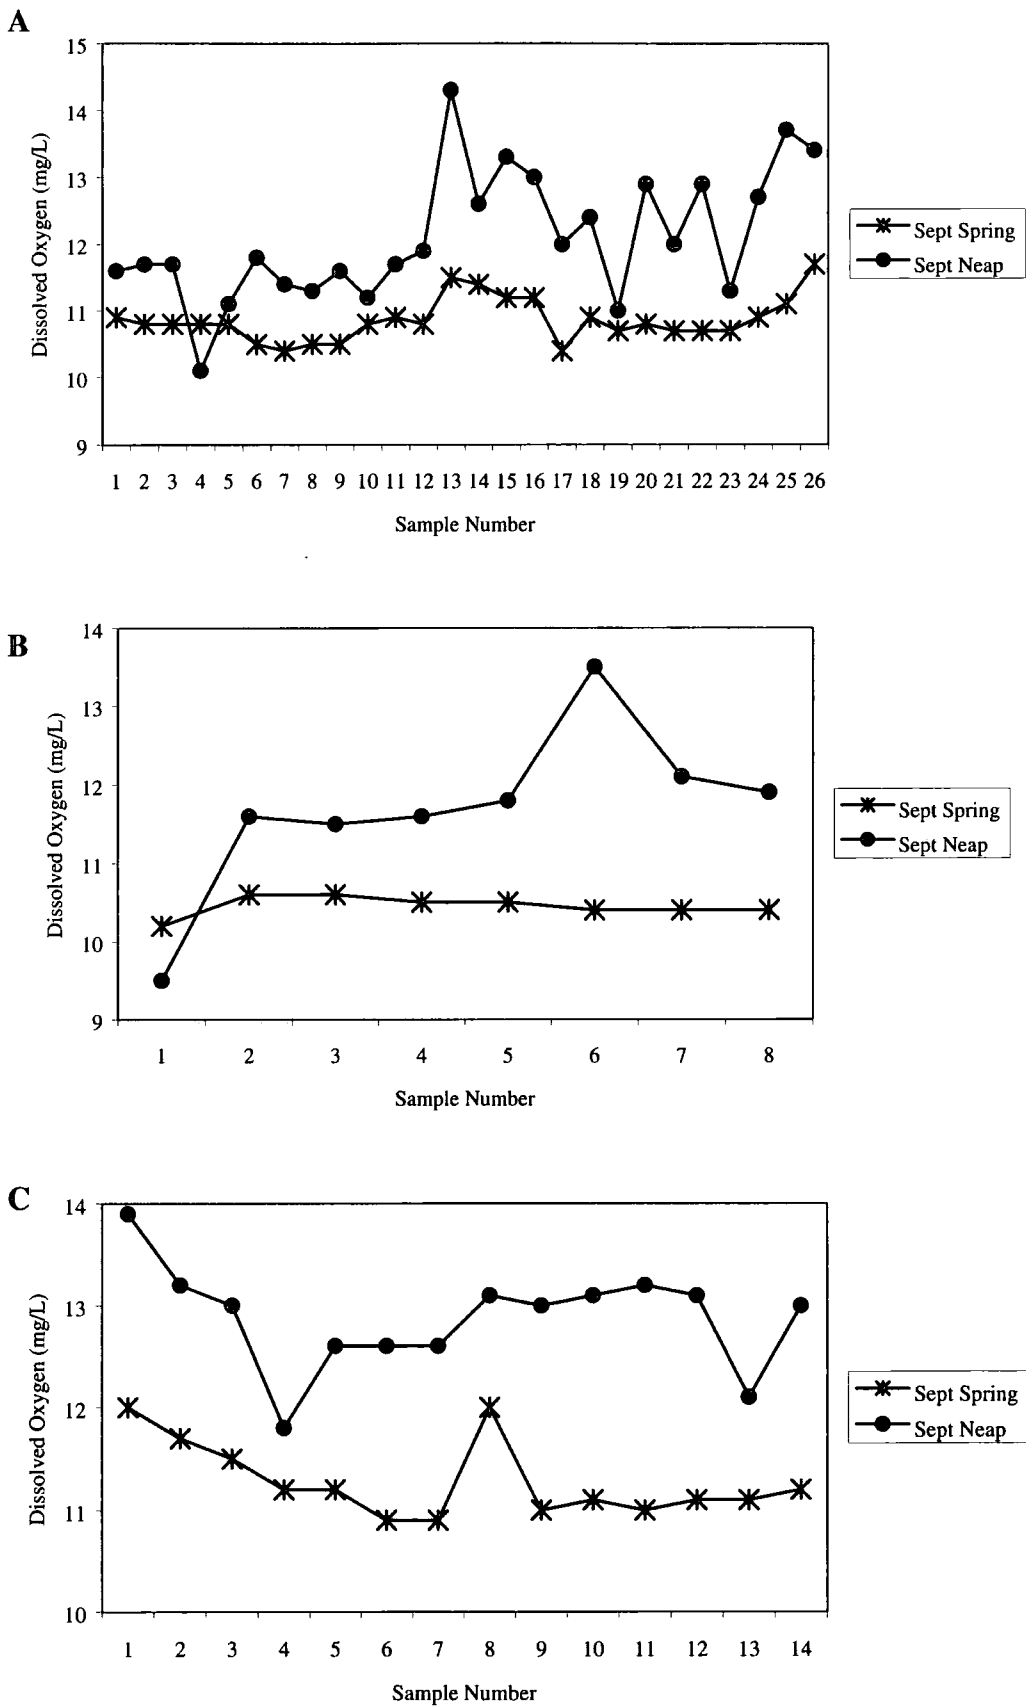 A
15
14
13
12
11
10
9
Dissolved Oxygen (mg/L)
1 2 3 4 5 6 7 8 9 10 11 12 13 14 15 16 17 18 19 20 21 22 23 24 25 26
Sample Number
Sept Spring
Sept Neap
B
14
13
12
11
10
9
Dissolved Oxygen (mg/L)
1 2 3 4 5 6 7 8
Sample Number
Sept Spring
Sept Neap
C
14
13
12
11
10
Dissolved Oxygen (mg/L)
1 2 3 4 5 6 7 8 9 10 11 12 13 14
Sample Number
Sept Spring
Sept Neap